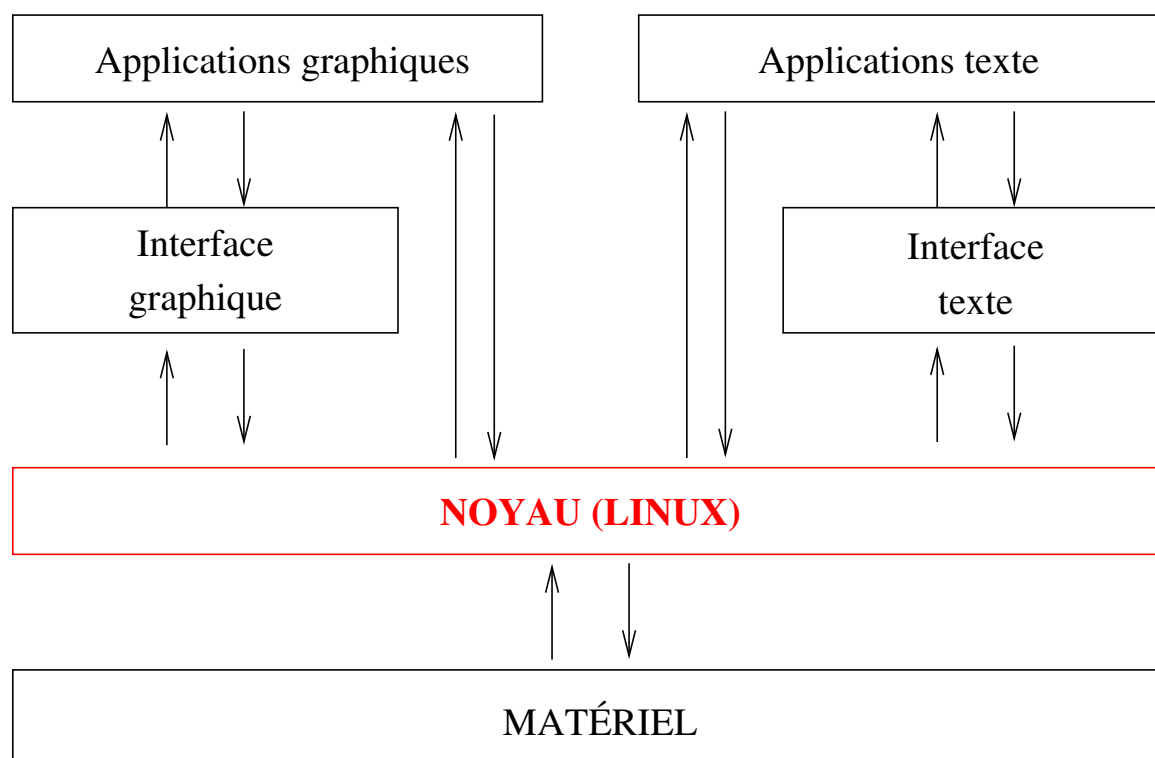 Applications graphiques
Applications texte
Interface
graphique
Interface
texte
NOYAU (LINUX)
MATÉRIEL